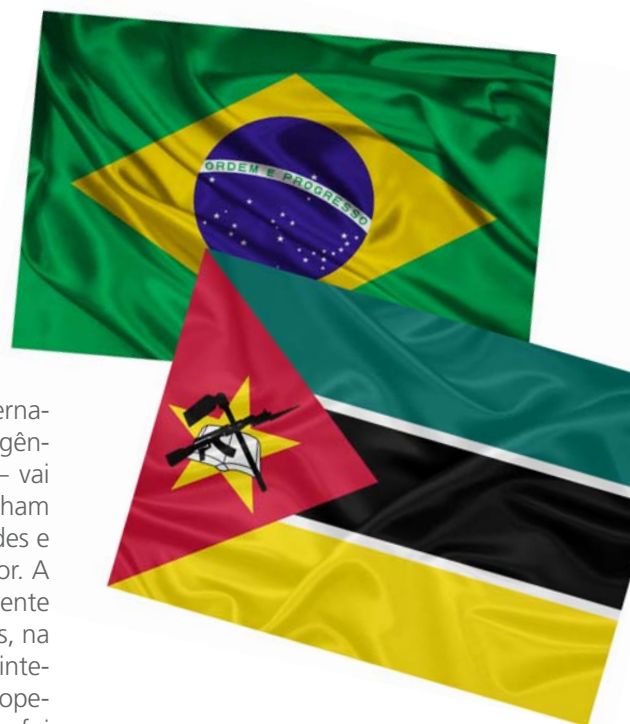 ORDEM E PROGRESSO
erna-
gên-
– vai
ham
des e
or. A
ente
s, na
inte-
ope-